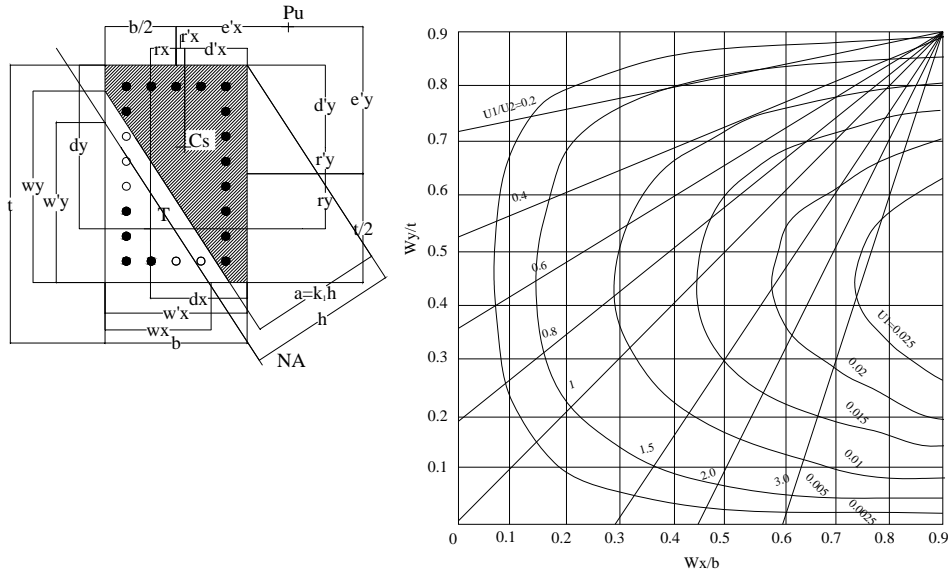 Pu
b/2
e'x
r'x
rx
d'x
dy
d'y
e'y
Cs
wy
w'y
r'y
t
T
ry
t/2
dx
a=k1h
w'x
h
wx
b
NA
0.9
0.8
0.7
0.6
0.5
0.4
0.3
0.2
0.1
Wy/t
U1/U2=0.2
0.4
0.6
0.8
1
1.5
2.0
3.0
U1=0.025
0.02
0.015
0.01
0.005
0.0025
0
0.1
0.2
0.3
0.4
0.5
0.6
0.7
0.8
0.9
Wx/b